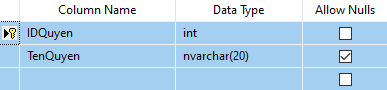 Column Name Data Type Allow Nulls
IDQuyen int
TenQuyen nvarchar(20)